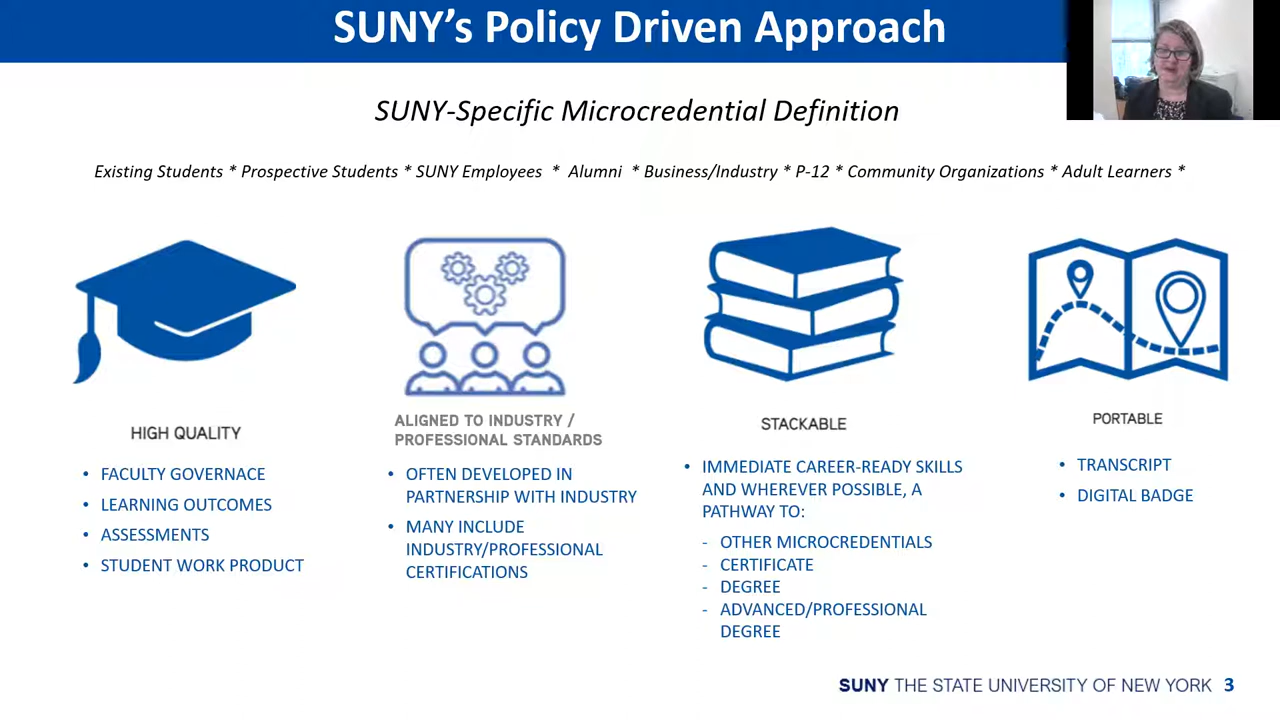 SUNY's Policy Driven Approach
SUNY-Specific Microcredential Definition
Existing Students * Prospective Students * SUNY Employees * Alumni * Business/Industry * P-12 * Community Organizations * Adult Learners *
HIGH QUALITY
• FACULTY GOVERNACE
• LEARNING OUTCOMES
• ASSESSMENTS
• STUDENT WORK PRODUCT
ALIGNED TO INDUSTRY /
PROFESSIONAL STANDARDS
• OFTEN DEVELOPED IN
PARTNERSHIP WITH INDUSTRY
• MANY INCLUDE
INDUSTRY/PROFESSIONAL
CERTIFICATIONS
STACKABLE
• IMMEDIATE CAREER-READY SKILLS
AND WHEREVER POSSIBLE, A
PATHWAY TO:
- OTHER MICROCREDENTIALS
- CERTIFICATE
- DEGREE
- ADVANCED/PROFESSIONAL
DEGREE
PORTABLE
• TRANSCRIPT
• DIGITAL BADGE
SUNY THE STATE UNIVERSITY OF NEW YORK 3